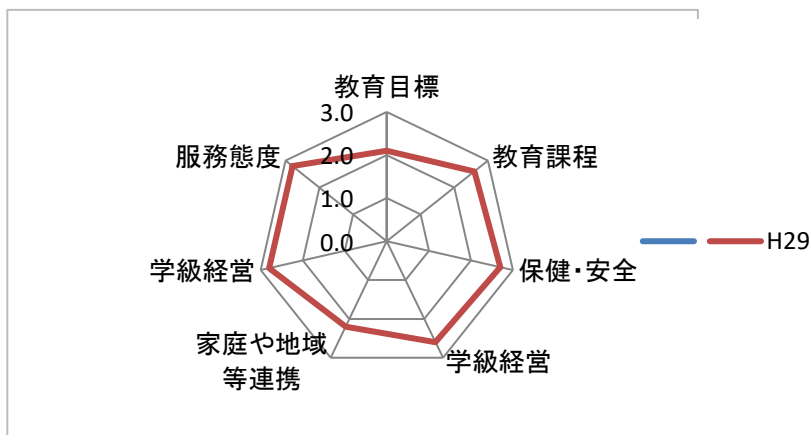 教育目標
3.0
2.0
1.0
0.0
教育課程
保健・安全
学級経営
家庭や地域
等連携
学級経営
服務態度
H29